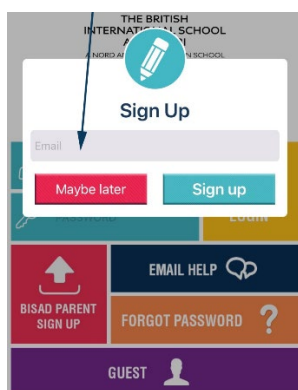 THE BRITISH
INTERNATIONAL SCHOOL
A NORD A
SCHOOL
Sign Up
Email
Maybe later
Sign up
PASSWORD
LOGIN
BISAD PARENT
SIGN UP
EMAIL HELP
FORGOT PASSWORD ?
GUEST